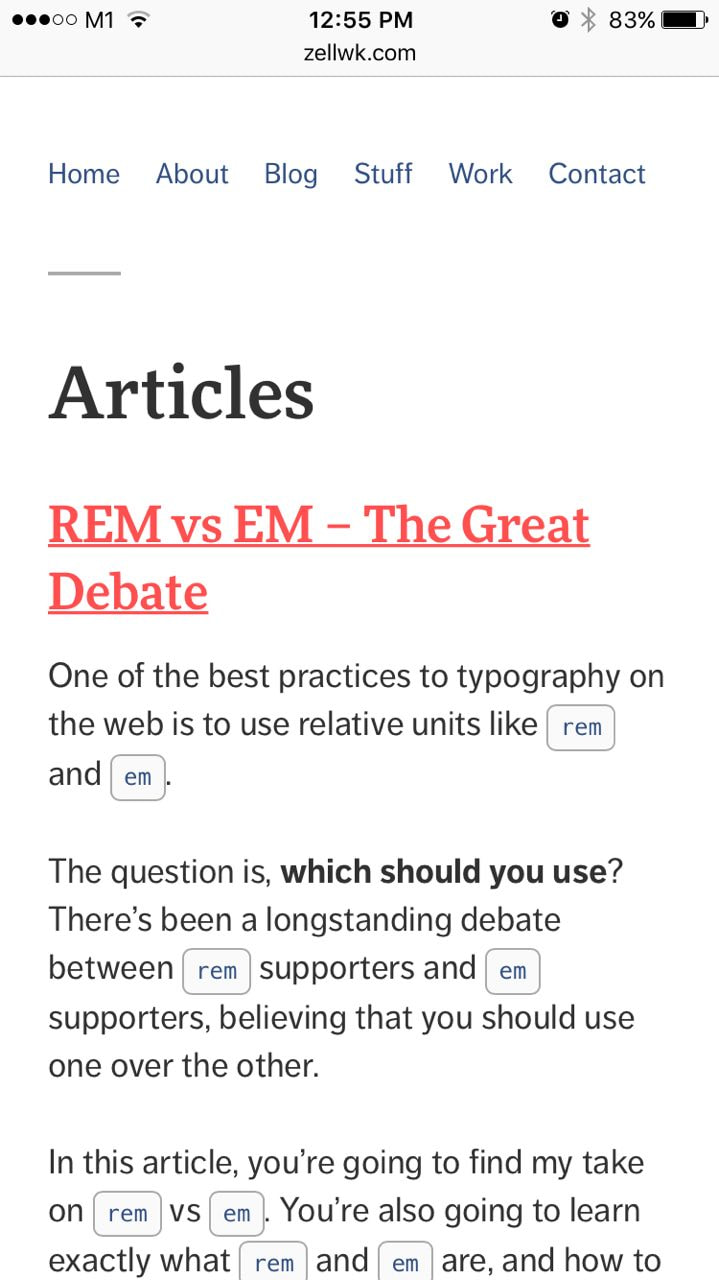 M1 12:55 PM 83%
zellwk.com
Home About Blog Stuff Work Contact
Articles
REM vs EM – The Great
Debate
One of the best practices to typography on
the web is to use relative units like rem
and em.
The question is, which should you use?
There’s been a longstanding debate
between rem supporters and em
supporters, believing that you should use
one over the other.
In this article, you’re going to find my take
on rem vs em. You’re also going to learn
exactly what rem and em are, and how to